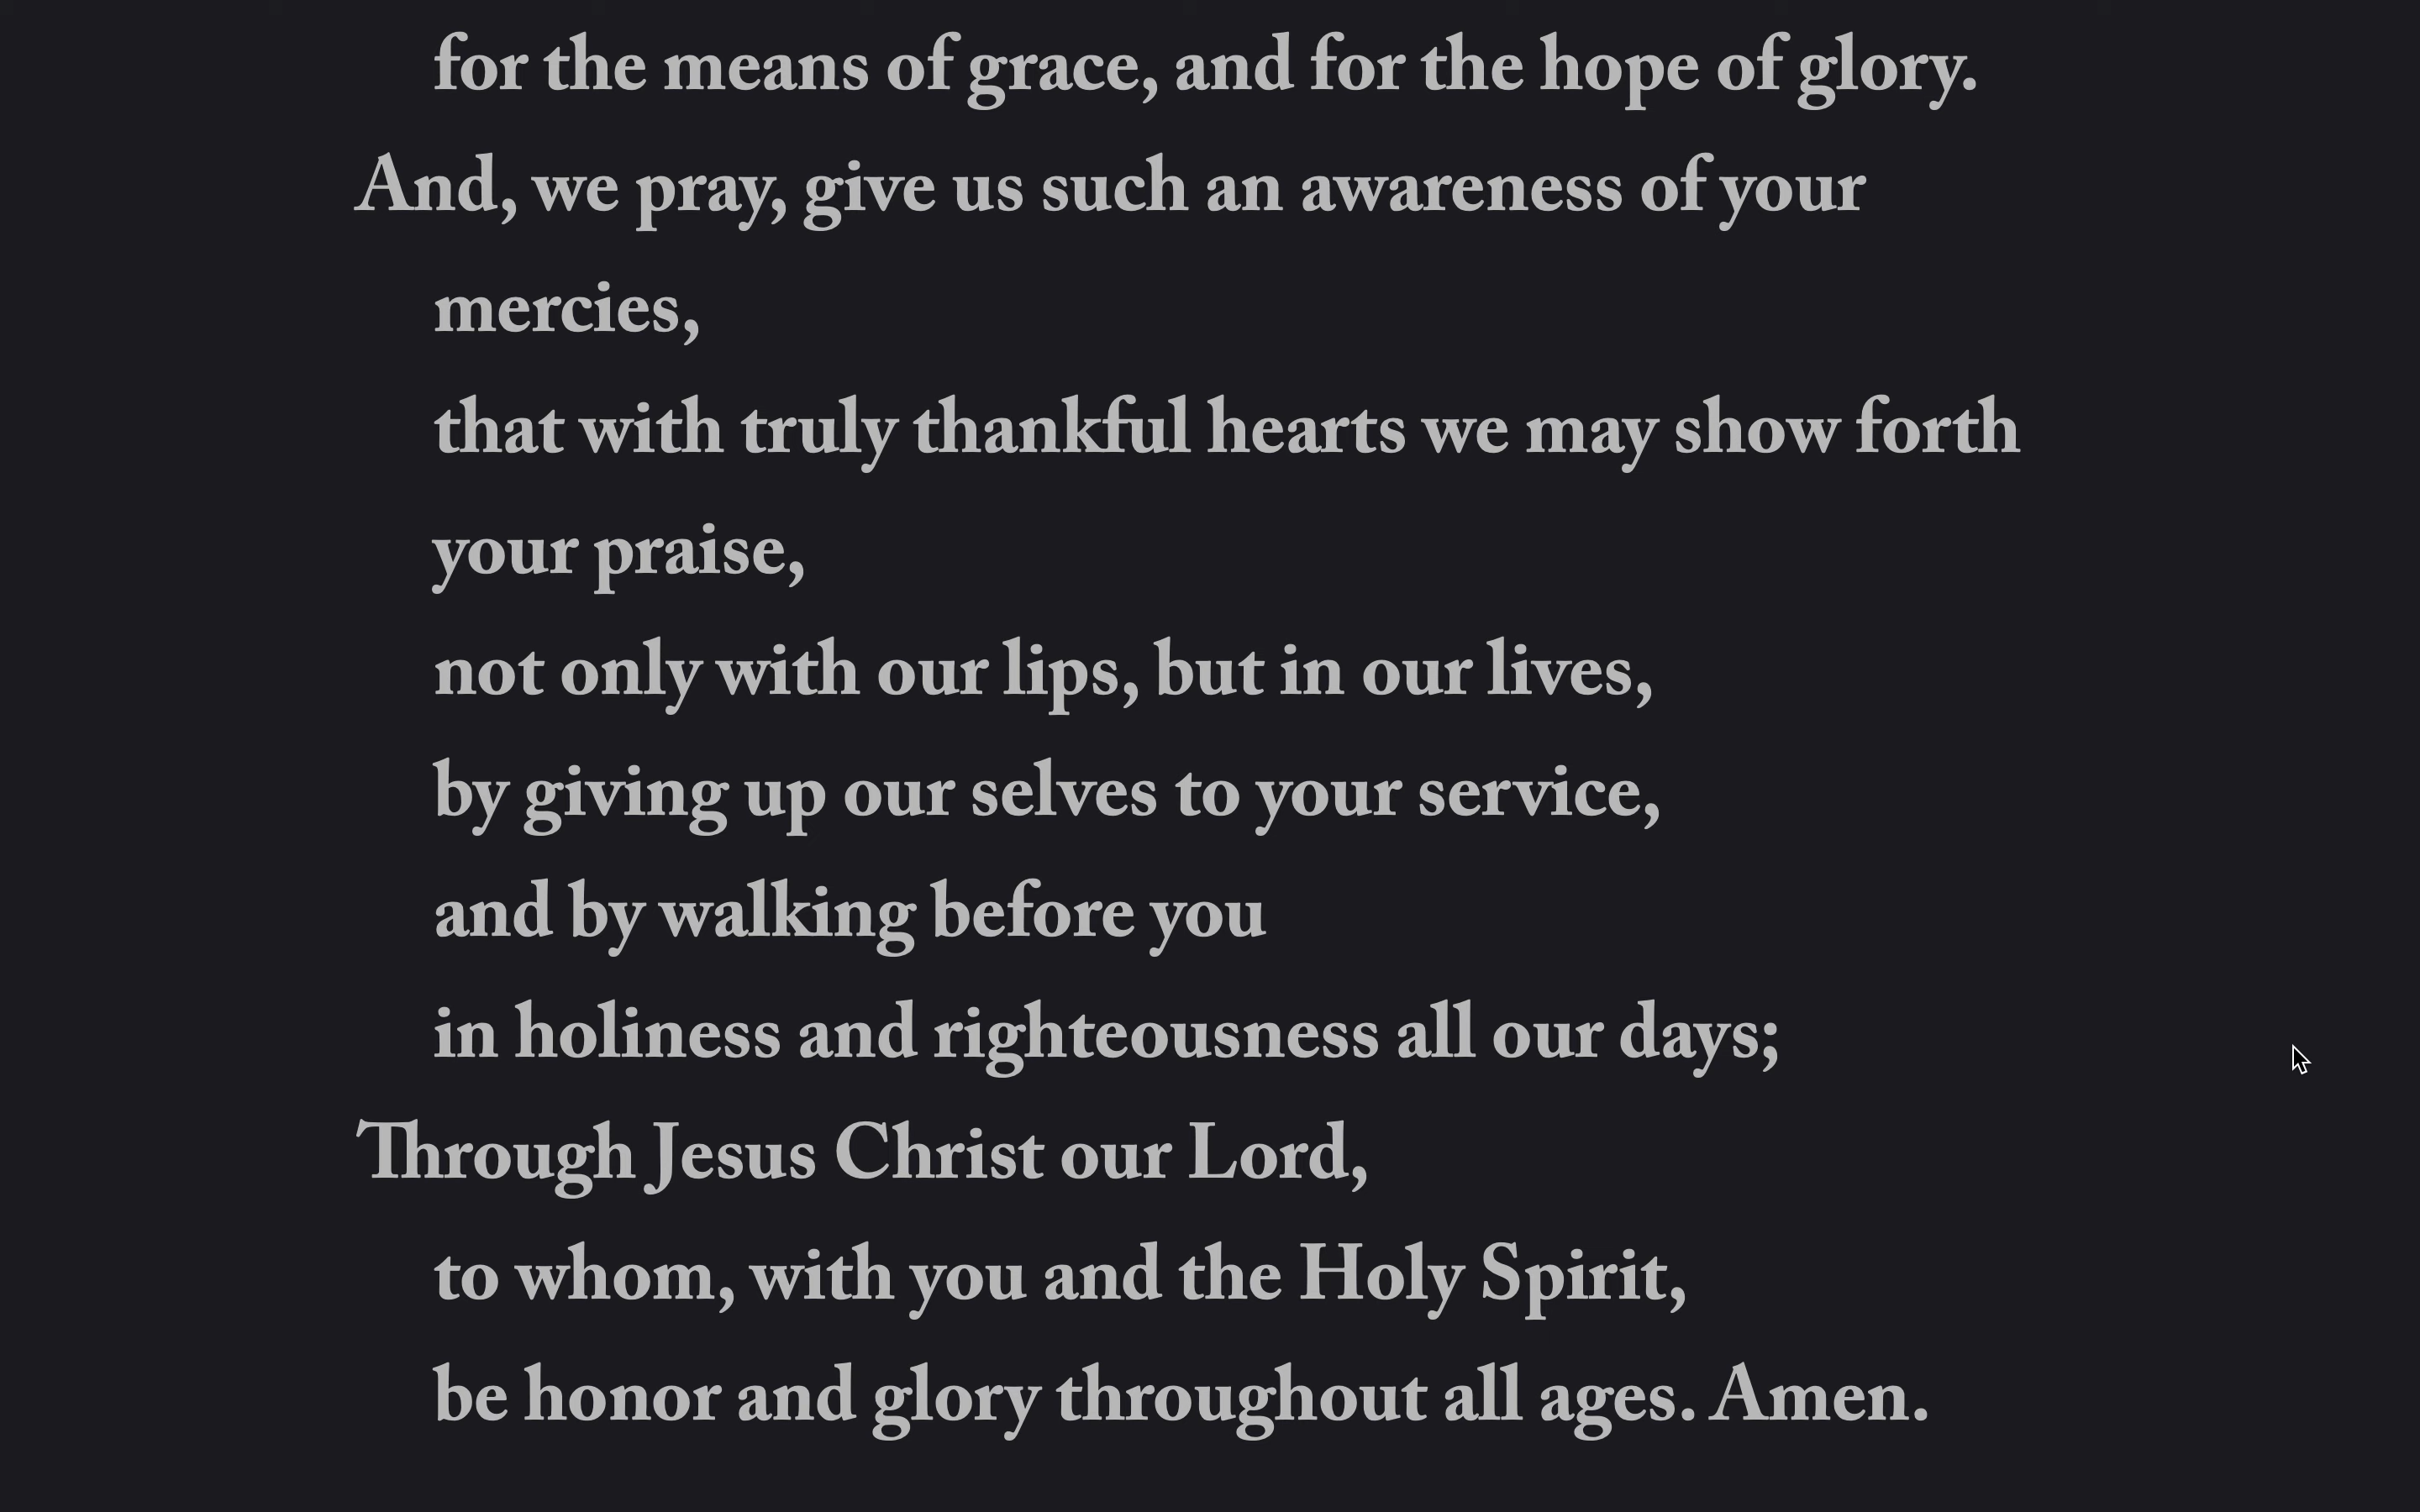 for the means of grace, and for the hope of glory.
And, we pray, give us such an awareness of your
mercies,
that with truly thankful hearts we may show forth
your praise,
not only with our lips, but in our lives,
by giving up our selves to your service,
and by walking before you
in holiness and righteousness all our days;
Through Jesus Christ our Lord,
to whom, with you and the Holy Spirit,
be honor and glory throughout all ages. Amen.